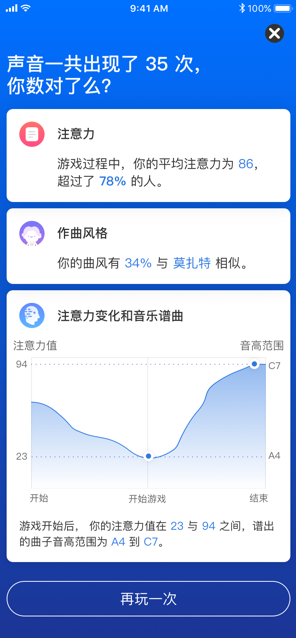 9:41 AM
100%
声音一共出现了 35 次，
你数对了么？
注意力
游戏过程中，你的平均注意力为 86，
超过了 78% 的人。
作曲风格
你的曲风有 34% 与 莫扎特 相似。
注意力变化和音乐谱曲
注意力值 音高范围
94 C7
23 A4
开始 开始游戏 结束
游戏开始后， 你的注意力值在 23 与 94 之间，谱出
的曲子音高范围为 A4 到 C7。
再玩一次